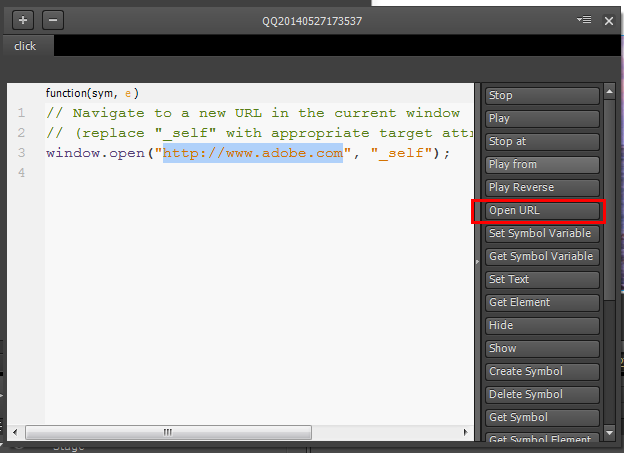 QQ20140527173537
click
function(sym, e )
1 // Navigate to a new URL in the current window
2 // (replace "_self" with appropriate target attr
3 window.open("http://www.adobe.com", "_self");
4
Stop
Play
Stop at
Play from
Play Reverse
Open URL
Set Symbol Variable
Get Symbol Variable
Set Text
Get Element
Hide
Show
Create Symbol
Delete Symbol
Get Symbol
Get Symbol Element
Stage